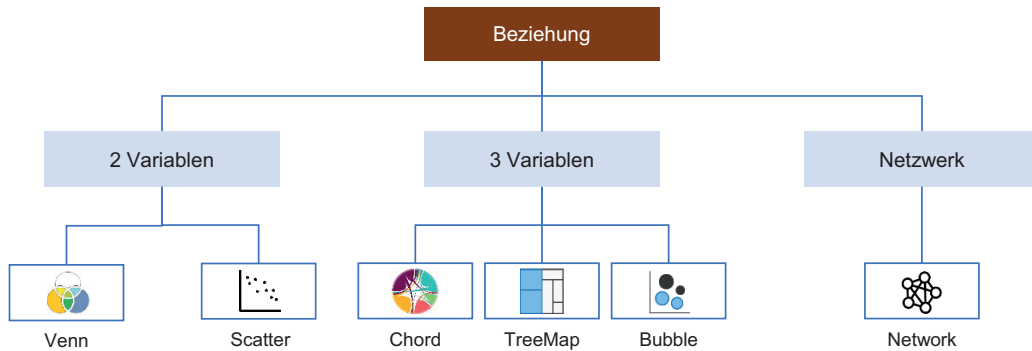 Beziehung
2 Variablen
3 Variablen
Netzwerk
Venn
Scatter
Chord
TreeMap
Bubble
Network